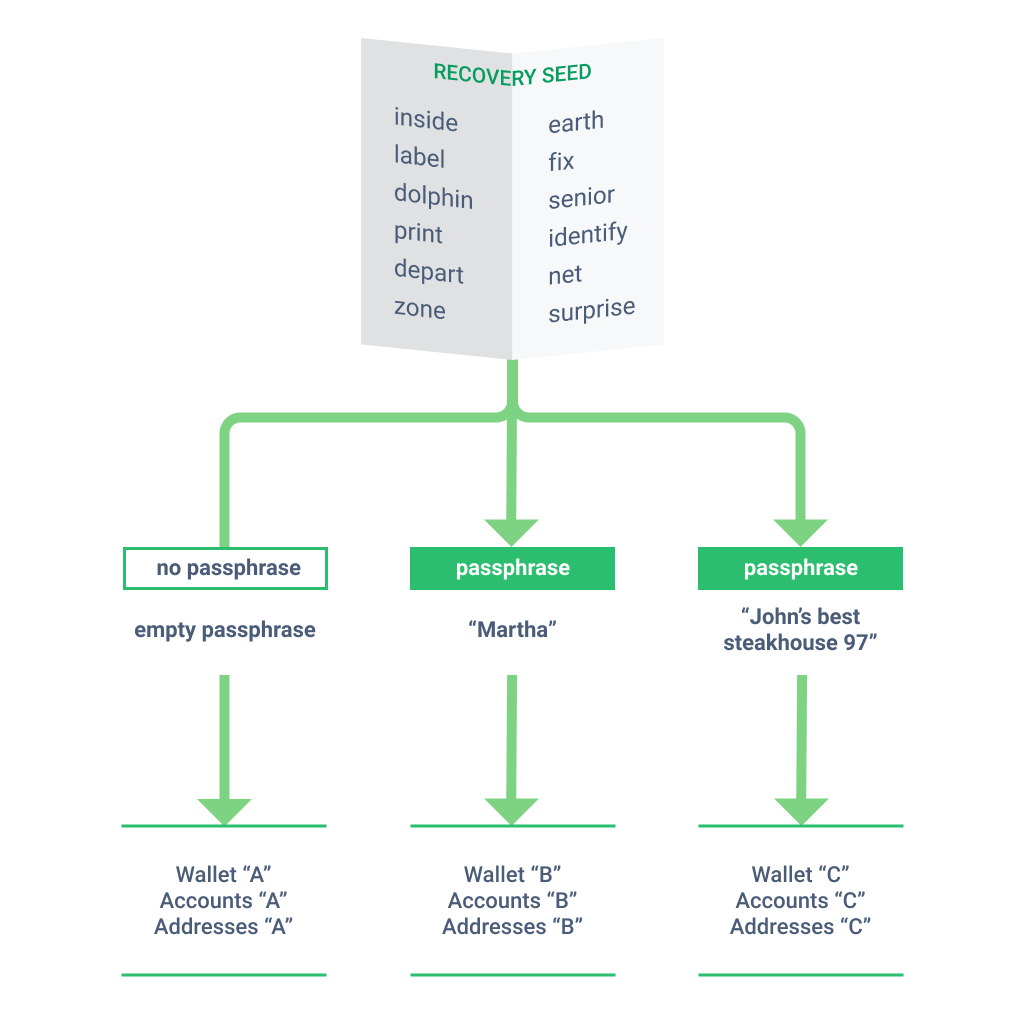 RECOVERY SEED
inside
label
dolphin
print
depart
zone
earth
fix
senior
identify
net
surprise
no passphrase
empty passphrase
passphrase
“Martha”
passphrase
“John’s best
steakhouse 97”
Wallet “A”
Accounts “A”
Addresses “A”
Wallet “B”
Accounts “B”
Addresses “B”
Wallet “C”
Accounts “C”
Addresses “C”